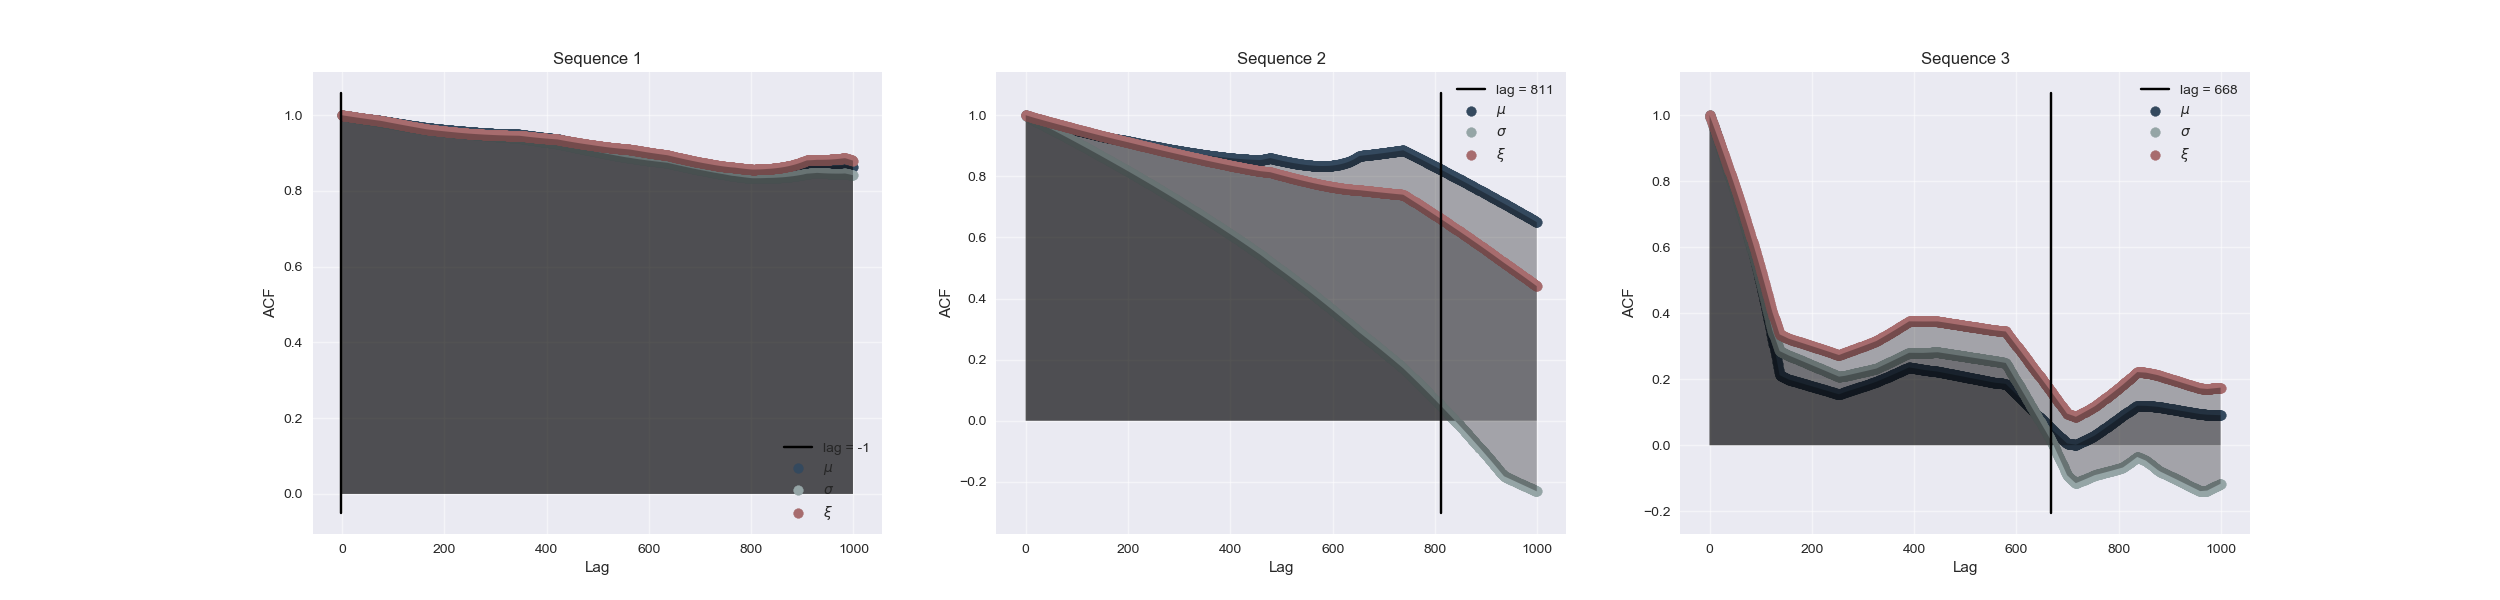 Sequence 1
1.0
0.8
0.6
0.4
0.2
0.0
ACF
0 200 400 600 800 1000
Lag
lag = -1
μ
σ
ξ
Sequence 2
1.0
0.8
0.6
0.4
0.2
0.0
−0.2
ACF
0 200 400 600 800 1000
Lag
lag = 811
μ
σ
ξ
Sequence 3
1.0
0.8
0.6
0.4
0.2
0.0
−0.2
ACF
0 200 400 600 800 1000
Lag
lag = 668
μ
σ
ξ